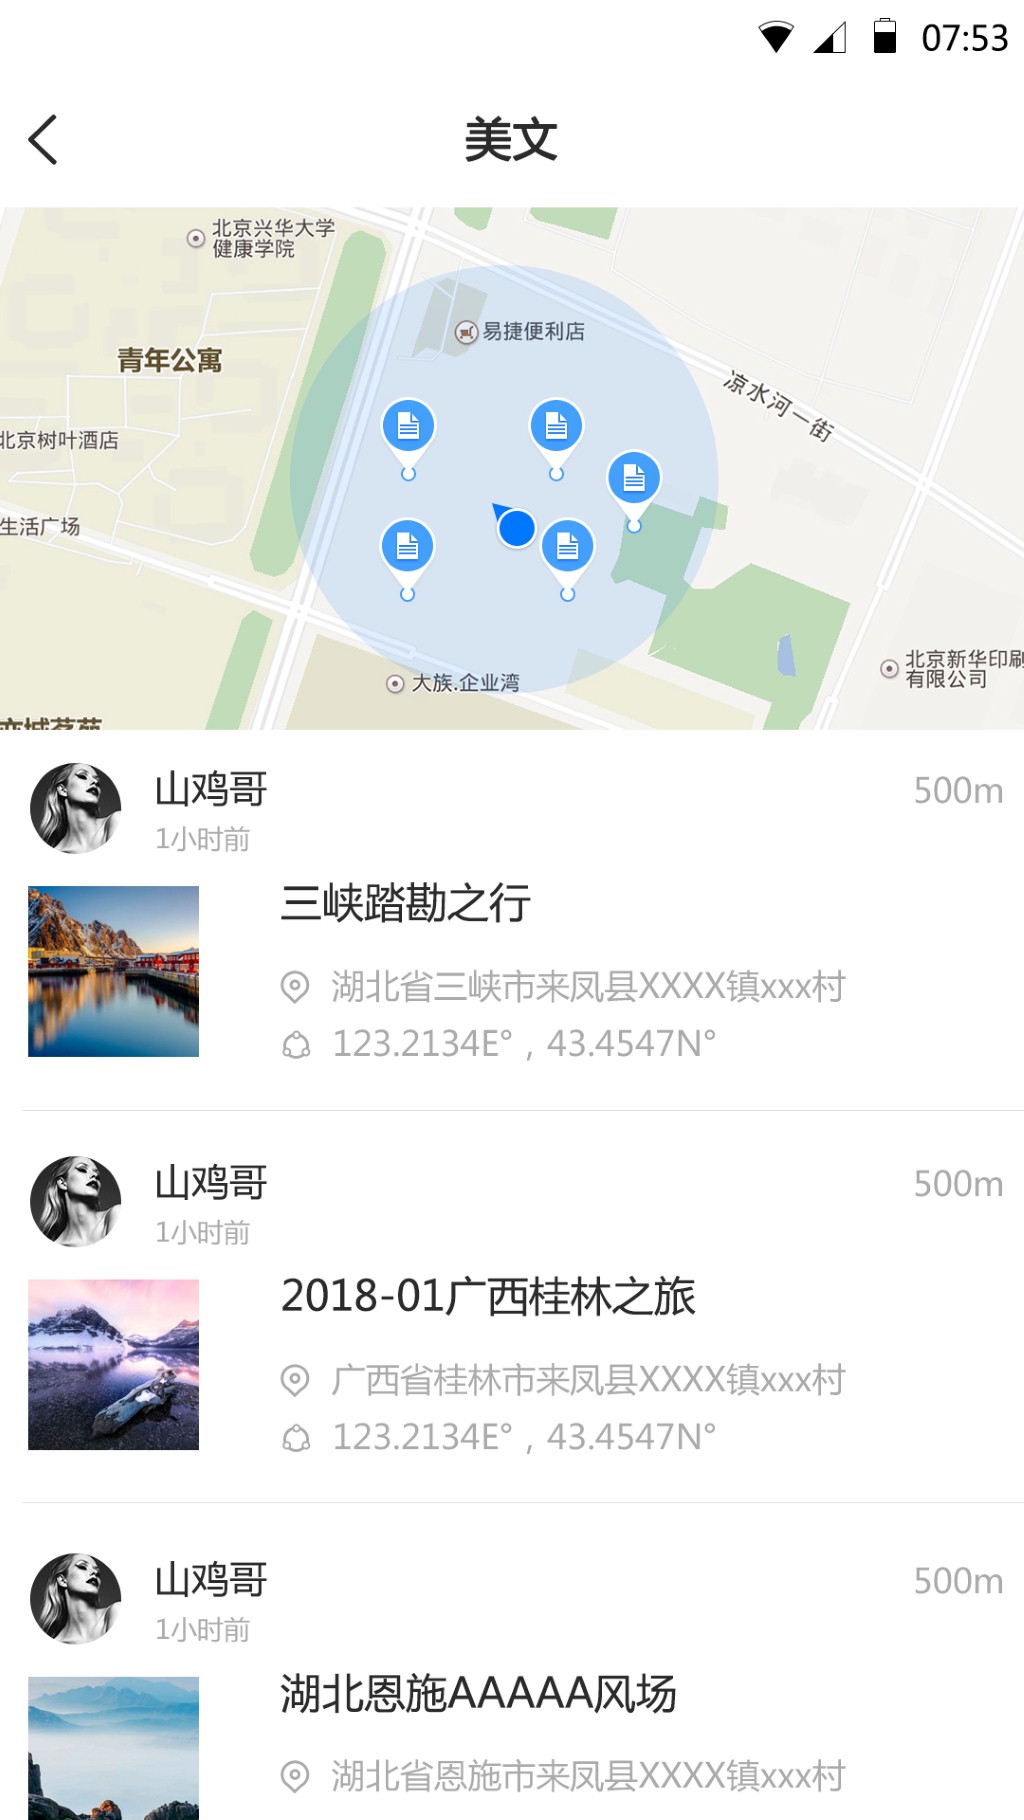 07:53
美文
北京兴华大学
健康学院
易捷便利店
青年公寓
凉水河一街
北京树叶酒店
生活广场
北京新华印刷
有限公司
大族.企业湾
山鸡哥
500m
1小时前
三峡踏勘之行
湖北省三峡市来凤县XXXX镇xxx村
123.2134E°，43.4547N°
山鸡哥
500m
1小时前
2018-01广西桂林之旅
广西省桂林市来凤县XXXX镇xxx村
123.2134E°，43.4547N°
山鸡哥
500m
1小时前
湖北恩施AAAAA风场
湖北省恩施市来凤县XXXX镇xxx村